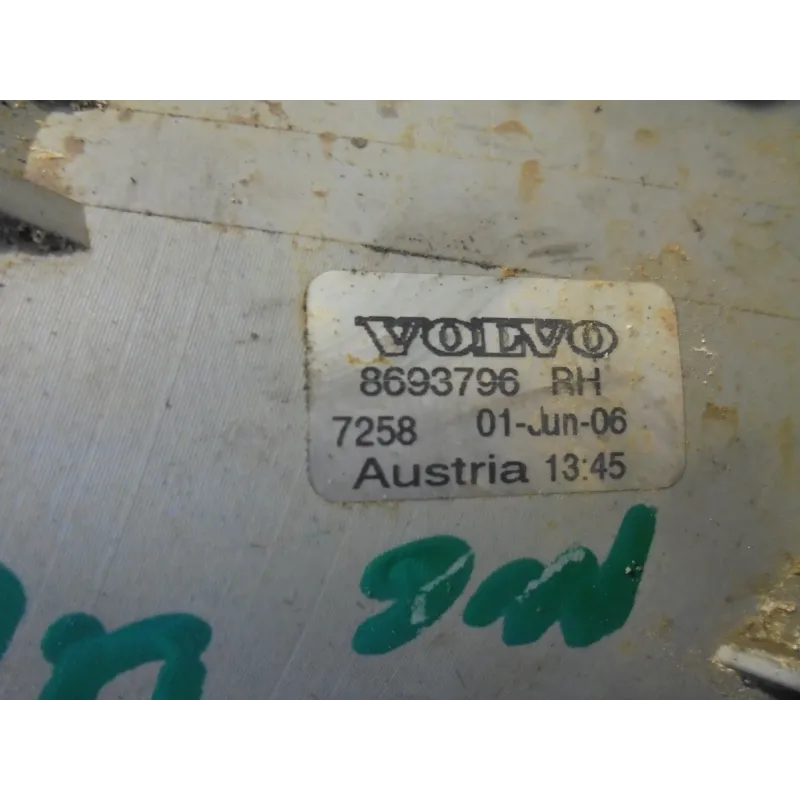 VOLVO
8693796 RH
7258 01-Jun-06
Austria 13:45